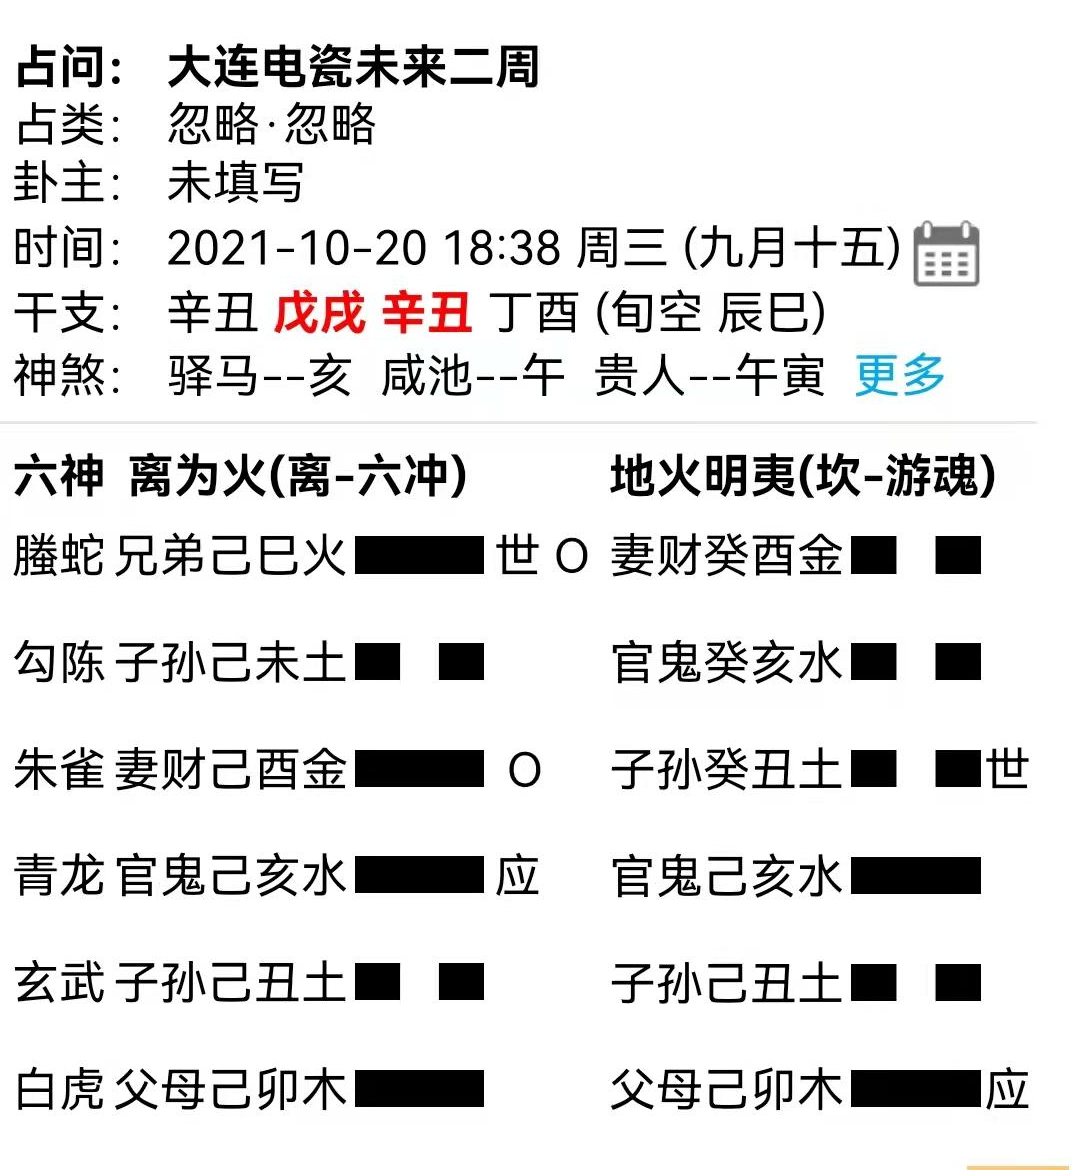 占问： 大连电瓷未来二周
占类： 忽略·忽略
卦主： 未填写
时间： 2021-10-20 18:38 周三 (九月十五)
干支： 辛丑 戊戌 辛丑 丁酉 (旬空 辰巳)
神煞： 驿马--亥 咸池--午 贵人--午寅 更多
六神 离为火(离-六冲) 地火明夷(坎-游魂)
螣蛇 兄弟己巳火 世 O 妻财癸酉金
勾陈 子孙己未土 官鬼癸亥水
朱雀 妻财己酉金 O 子孙癸丑土 世
青龙 官鬼己亥水 应 官鬼己亥水
玄武 子孙己丑土 子孙己丑土
白虎 父母己卯木 父母己卯木 应